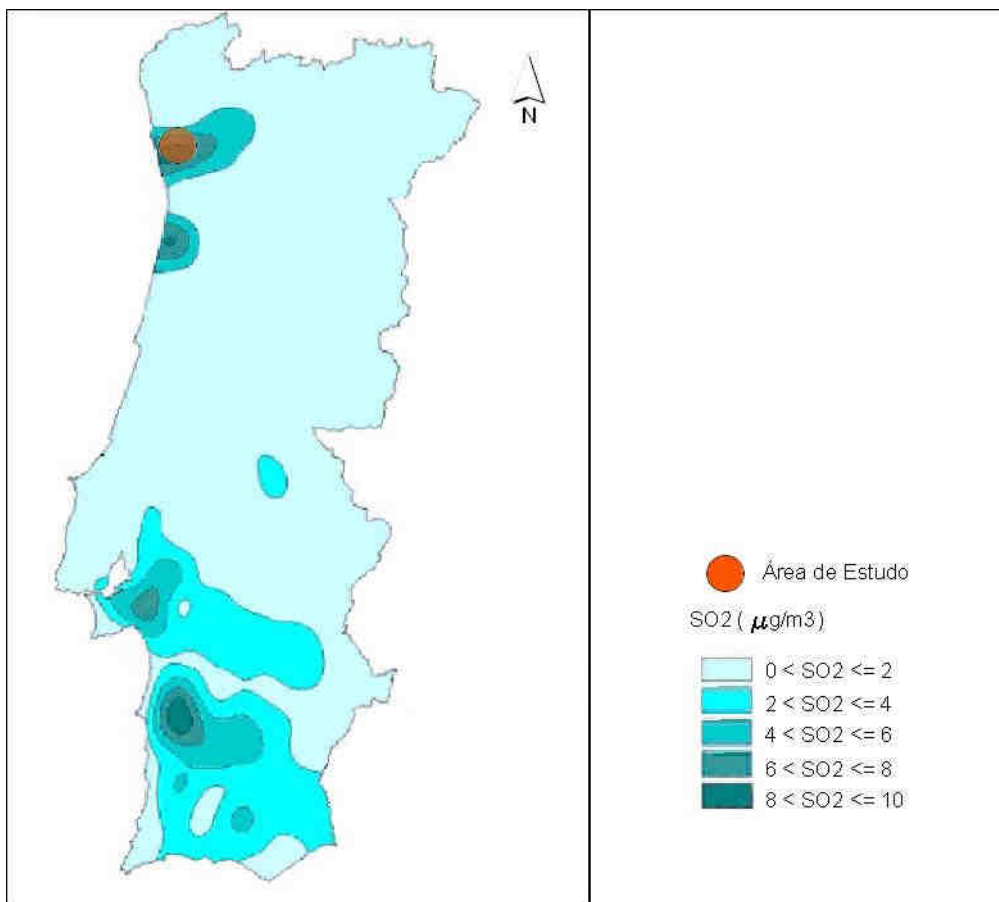 N
Área de Estudo
SO2 ( µg/m3)
0 < SO2 <= 2
2 < SO2 <= 4
4 < SO2 <= 6
6 < SO2 <= 8
8 < SO2 <= 10